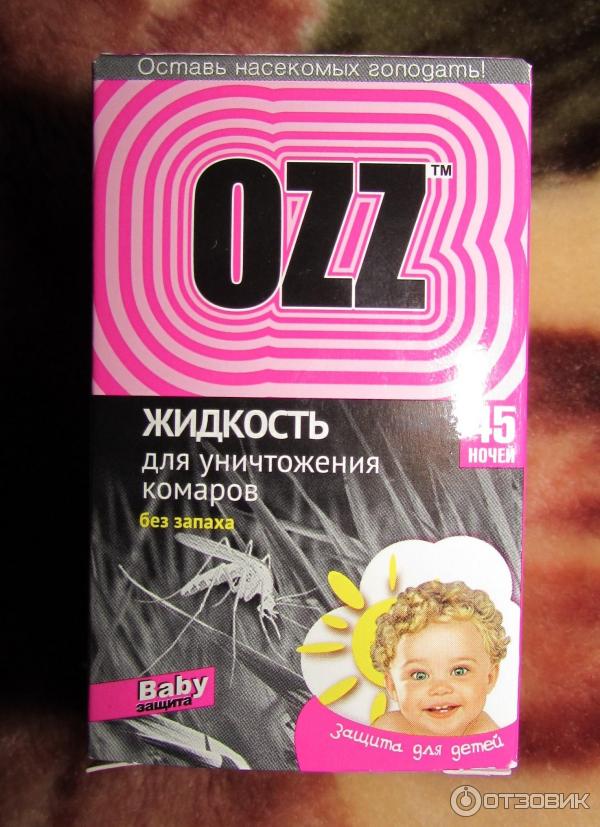 Оставь насекомых голодать!
OZZ™
ЖИДКОСТЬ
для уничтожения
комаров
без запаха
45
НОЧЕЙ
Baby
защита
Защита для детей
ОТЗОВИК